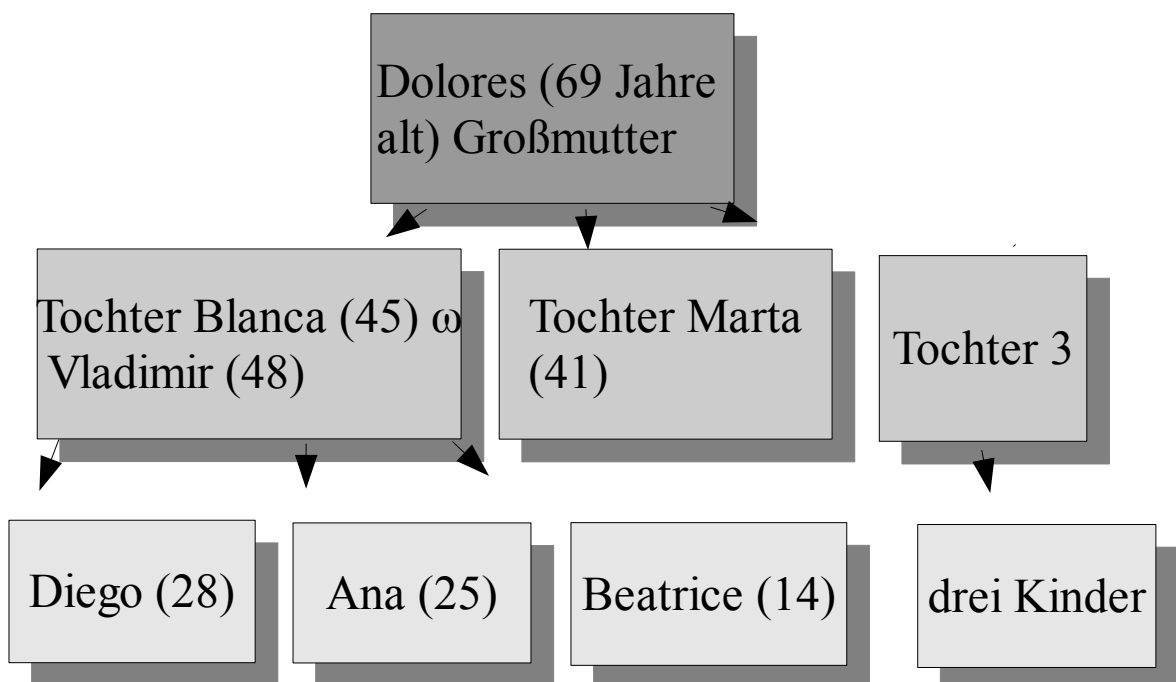 Dolores (69 Jahre
alt) Großmutter
Tochter Blanca (45) ω
Vladimir (48)
Tochter Marta
(41)
Tochter 3
Diego (28)
Ana (25)
Beatrice (14)
drei Kinder